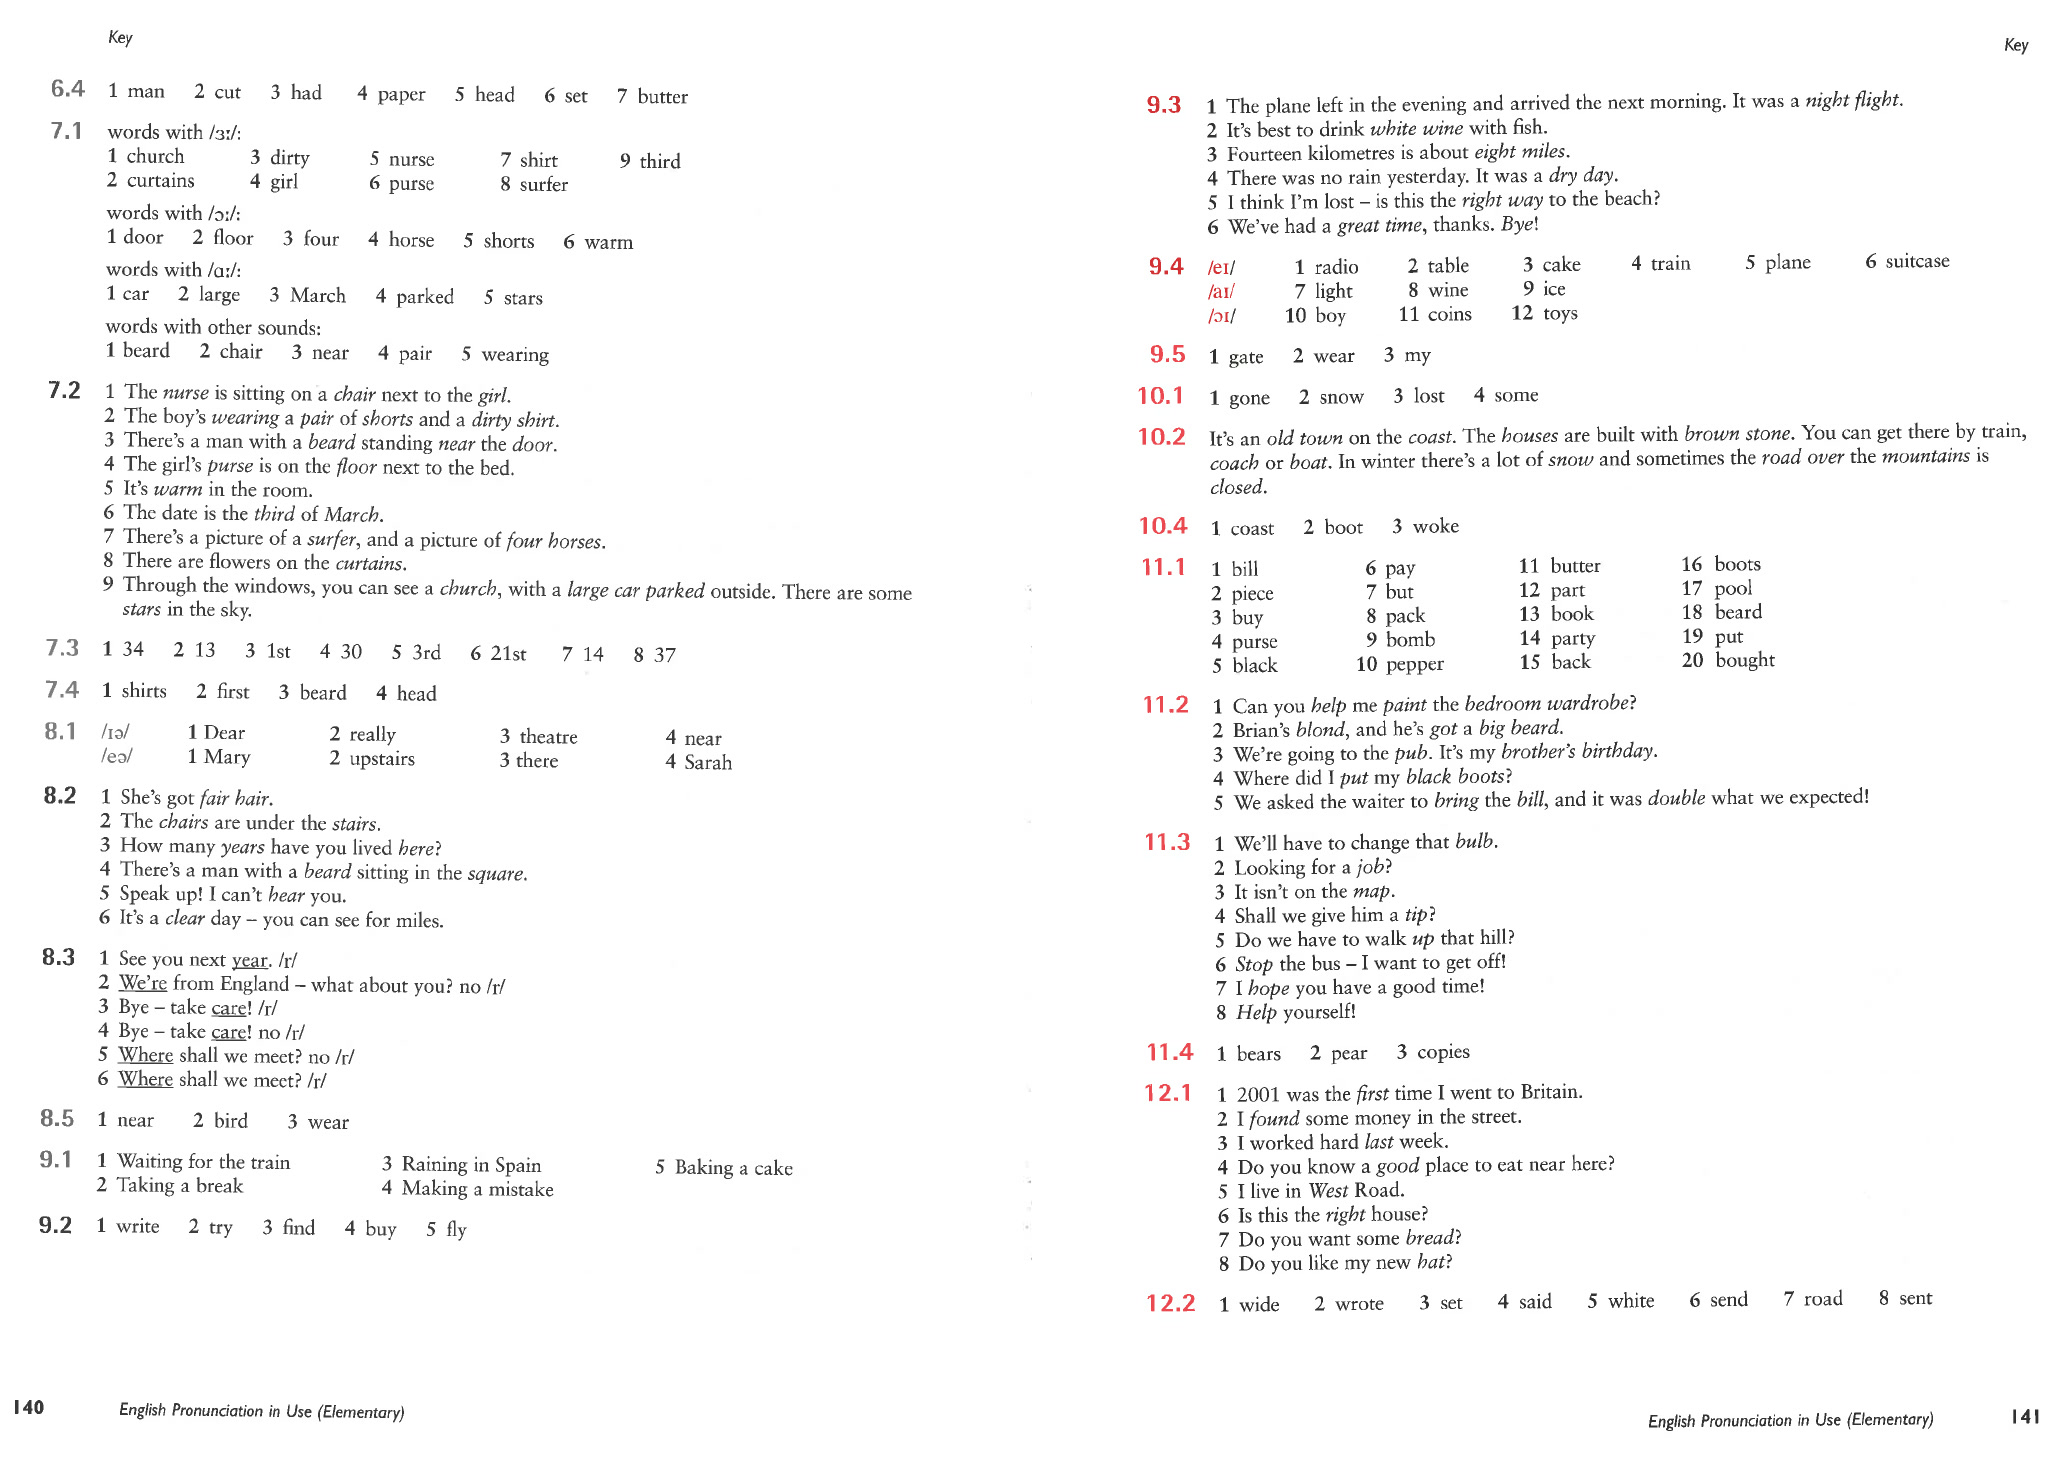 Key
6.4 1 man 2 cut 3 had 4 paper 5 head 6 set 7 butter
7.1 words with /ɜː/:
1 church 3 dirty 5 nurse 7 shirt 9 third
2 curtains 4 girl 6 purse 8 surfer
words with /ɔː/:
1 door 2 floor 3 four 4 horse 5 shorts 6 warm
words with /ɑː/:
1 car 2 large 3 March 4 parked 5 stars
words with other sounds:
1 beard 2 chair 3 near 4 pair 5 wearing
7.2 1 The nurse is sitting on a chair next to the girl.
2 The boy's wearing a pair of shorts and a dirty shirt.
3 There's a man with a beard standing near the door.
4 The girl's purse is on the floor next to the bed.
5 It's warm in the room.
6 The date is the third of March.
7 There's a picture of a surfer, and a picture of four horses.
8 There are flowers on the curtains.
9 Through the windows, you can see a church, with a large car parked outside. There are some
stars in the sky.
7.3 1 34 2 13 3 1st 4 30 5 3rd 6 21st 7 14 8 37
7.4 1 shirts 2 first 3 beard 4 head
8.1 /ɪə/ 1 Dear 2 really 3 theatre 4 near
/eə/ 1 Mary 2 upstairs 3 there 4 Sarah
8.2 1 She's got fair hair.
2 The chairs are under the stairs.
3 How many years have you lived here?
4 There's a man with a beard sitting in the square.
5 Speak up! I can't hear you.
6 It's a clear day – you can see for miles.
8.3 1 See you next year. /r/
2 We're from England – what about you? no /r/
3 Bye – take care! /r/
4 Bye – take care! no /r/
5 Where shall we meet? no /r/
6 Where shall we meet? /r/
8.5 1 near 2 bird 3 wear
9.1 1 Waiting for the train 3 Raining in Spain 5 Baking a cake
2 Taking a break 4 Making a mistake
9.2 1 write 2 try 3 find 4 buy 5 fly
140 English Pronunciation in Use (Elementary)
Key
9.3 1 The plane left in the evening and arrived the next morning. It was a night flight.
2 It's best to drink white wine with fish.
3 Fourteen kilometres is about eight miles.
4 There was no rain yesterday. It was a dry day.
5 I think I'm lost – is this the right way to the beach?
6 We've had a great time, thanks. Bye!
9.4 /eɪ/ 1 radio 2 table 3 cake 4 train 5 plane 6 suitcase
/aɪ/ 7 light 8 wine 9 ice
/ɔɪ/ 10 boy 11 coins 12 toys
9.5 1 gate 2 wear 3 my
10.1 1 gone 2 snow 3 lost 4 some
10.2 It's an old town on the coast. The houses are built with brown stone. You can get there by train,
coach or boat. In winter there's a lot of snow and sometimes the road over the mountains is
closed.
10.4 1 coast 2 boot 3 woke
11.1 1 bill 6 pay 11 butter 16 boots
2 piece 7 but 12 part 17 pool
3 buy 8 pack 13 book 18 beard
4 purse 9 bomb 14 party 19 put
5 black 10 pepper 15 back 20 bought
11.2 1 Can you help me paint the bedroom wardrobe?
2 Brian's blond, and he's got a big beard.
3 We're going to the pub. It's my brother's birthday.
4 Where did I put my black boots?
5 We asked the waiter to bring the bill, and it was double what we expected!
11.3 1 We'll have to change that bulb.
2 Looking for a job?
3 It isn't on the map.
4 Shall we give him a tip?
5 Do we have to walk up that hill?
6 Stop the bus – I want to get off!
7 I hope you have a good time!
8 Help yourself!
11.4 1 bears 2 pear 3 copies
12.1 1 2001 was the first time I went to Britain.
2 I found some money in the street.
3 I worked hard last week.
4 Do you know a good place to eat near here?
5 I live in West Road.
6 Is this the right house?
7 Do you want some bread?
8 Do you like my new hat?
12.2 1 wide 2 wrote 3 set 4 said 5 white 6 send 7 road 8 sent
English Pronunciation in Use (Elementary) 141